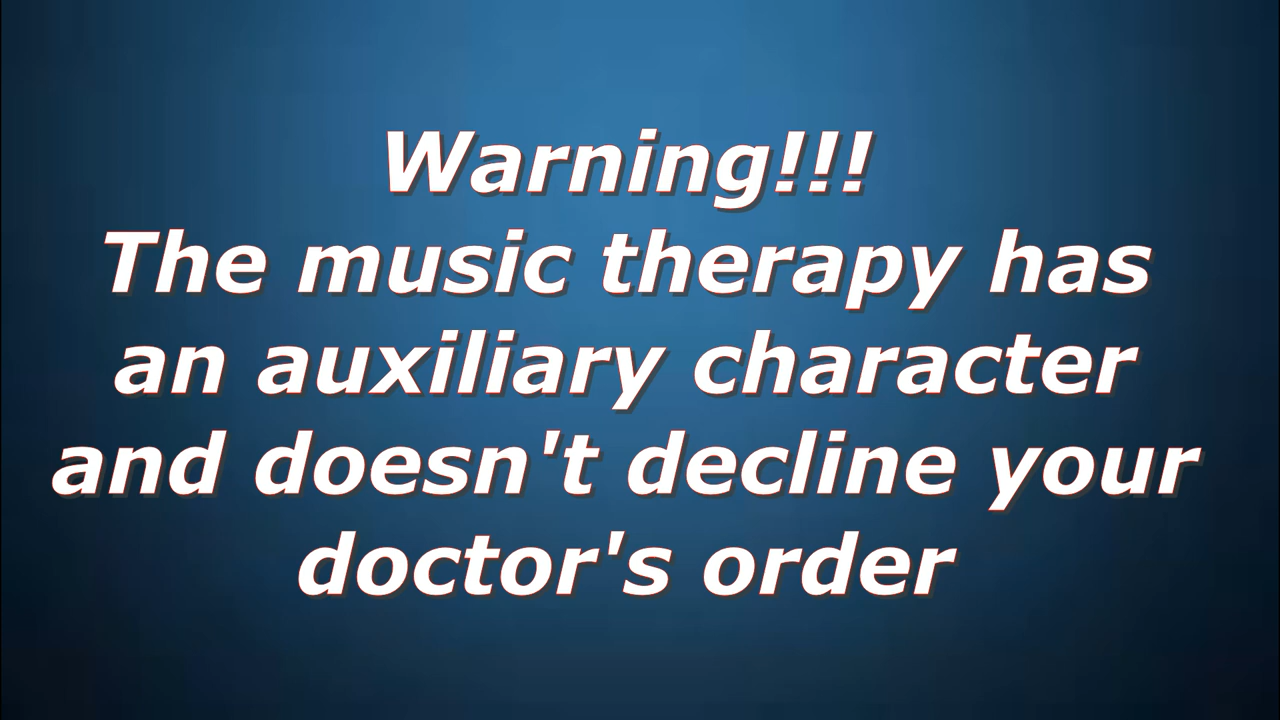 Warning!!!
The music therapy has
an auxiliary character
and doesn't decline your
doctor's order